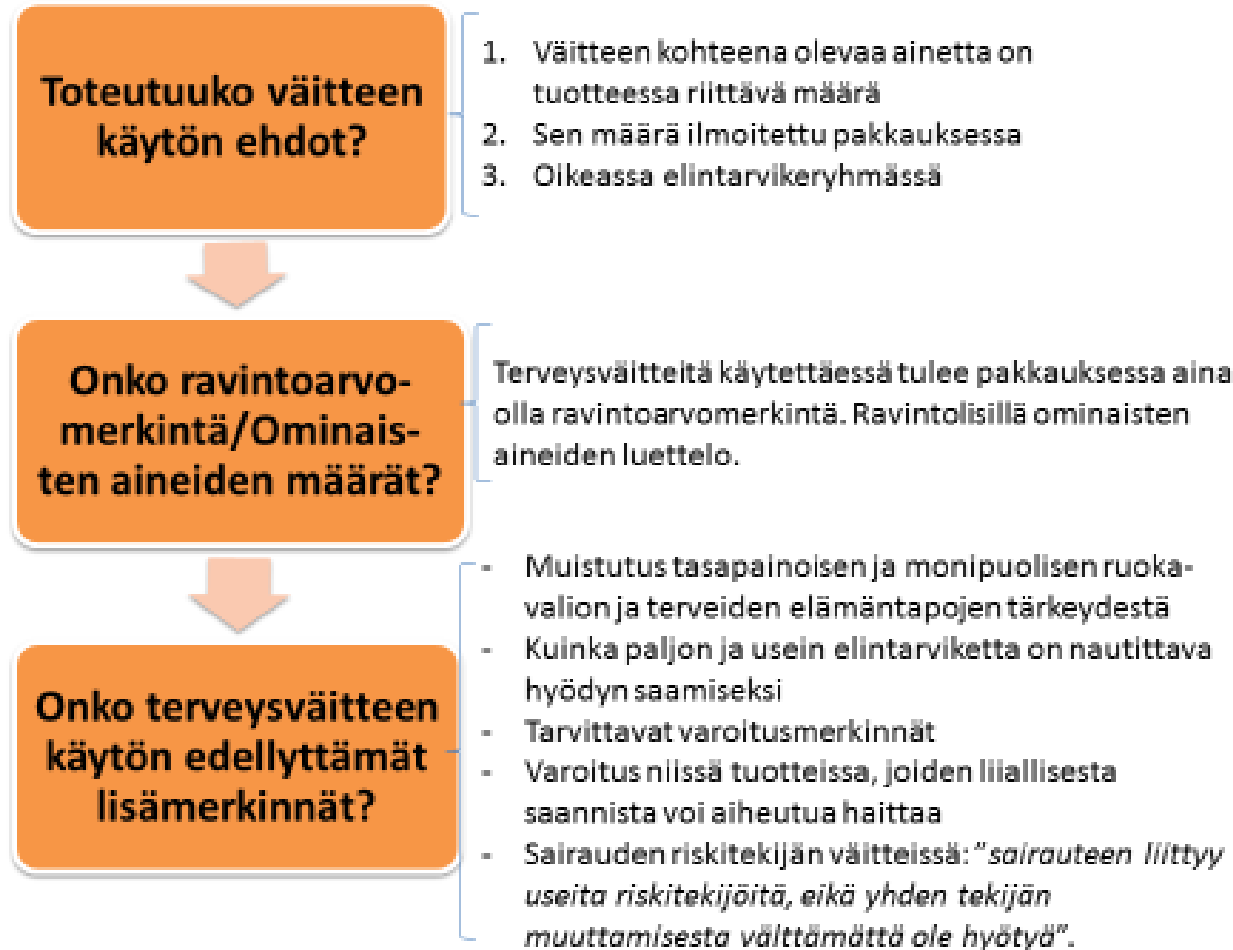 Toteutuuko väitteen
käytön ehdot?
1. Väitteen kohteena olevaa ainetta on
tuotteessa riittävä määrä
2. Sen määrä ilmoitettu pakkauksessa
3. Oikeassa elintarvikeryhmässä
Onko ravintoarvo-
merkintä/Ominais-
ten aineiden määrät?
Terveysväitteitä käytettäessä tulee pakkauksessa aina
olla ravintoarvomerkintä. Ravintolisillä ominaisten
aineiden luettelo.
Onko terveysväitteen
käytön edellyttämät
lisämerkinnät?
- Muistutus tasapainoisen ja monipuolisen ruoka-
valion ja terveiden elämäntapojen tärkeydestä
- Kuinka paljon ja usein elintarviketta on nautittava
hyödyn saamiseksi
- Tarvittavat varoitusmerkinnät
- Varoitus niissä tuotteissa, joiden liiallisesta
saannista voi aiheutua haittaa
- Sairauden riskitekijän väitteissä: "sairauteen liittyy
useita riskitekijöitä, eikä yhden tekijän
muuttamisesta välttämättä ole hyötyä".